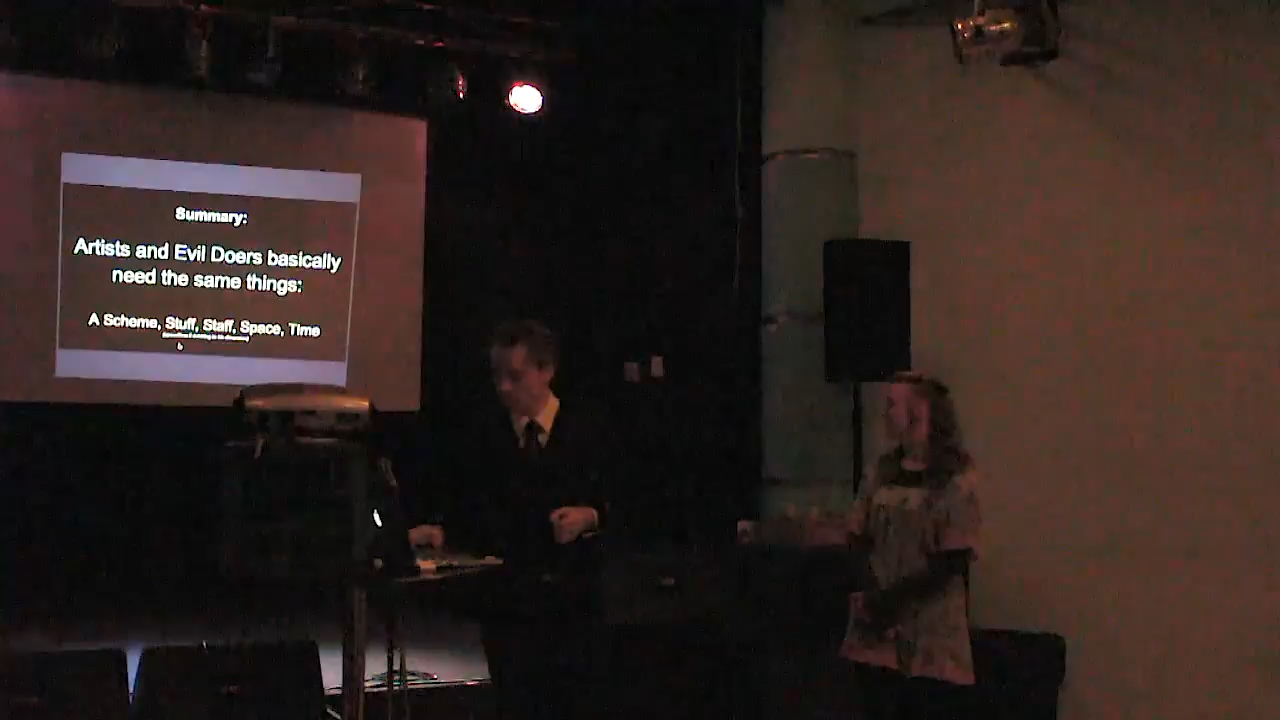 Summary:
Artists and Evil Doers basically
need the same things:
A Scheme, Stuff, Staff, Space, Time